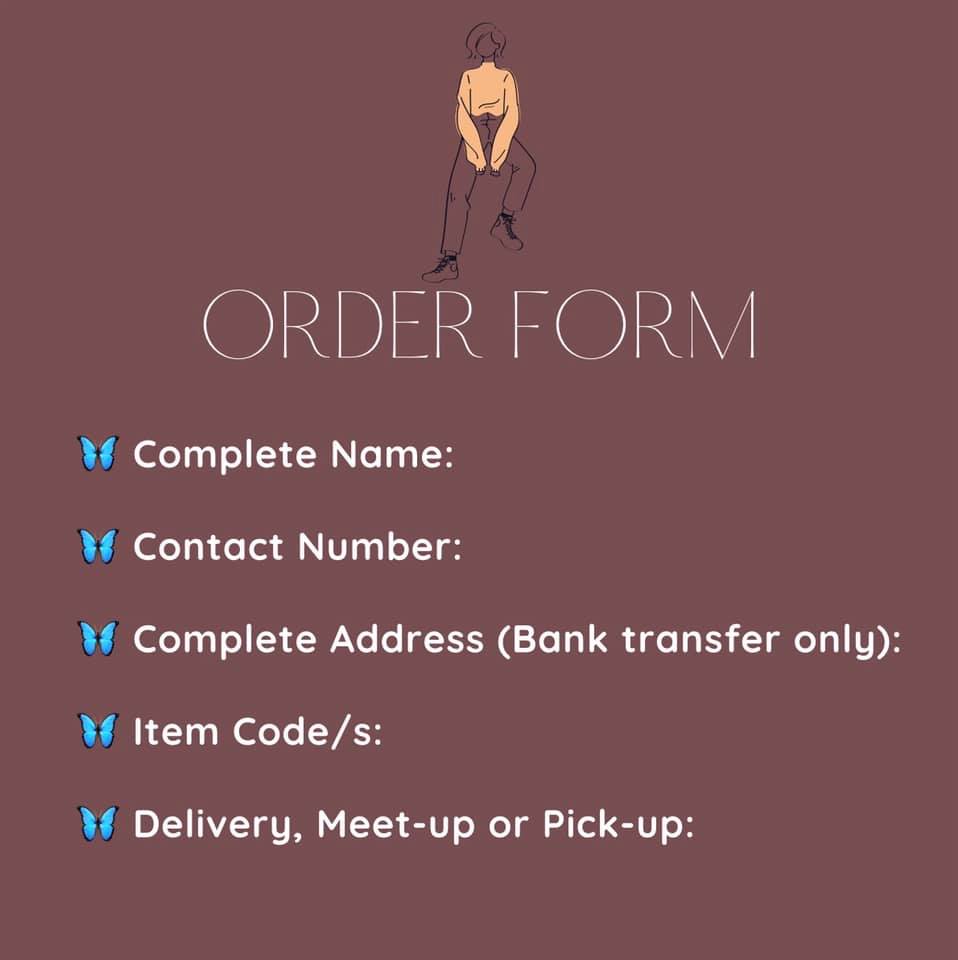 ORDER FORM
🦋 Complete Name:
🦋 Contact Number:
🦋 Complete Address (Bank transfer only):
🦋 Item Code/s:
🦋 Delivery, Meet-up or Pick-up: